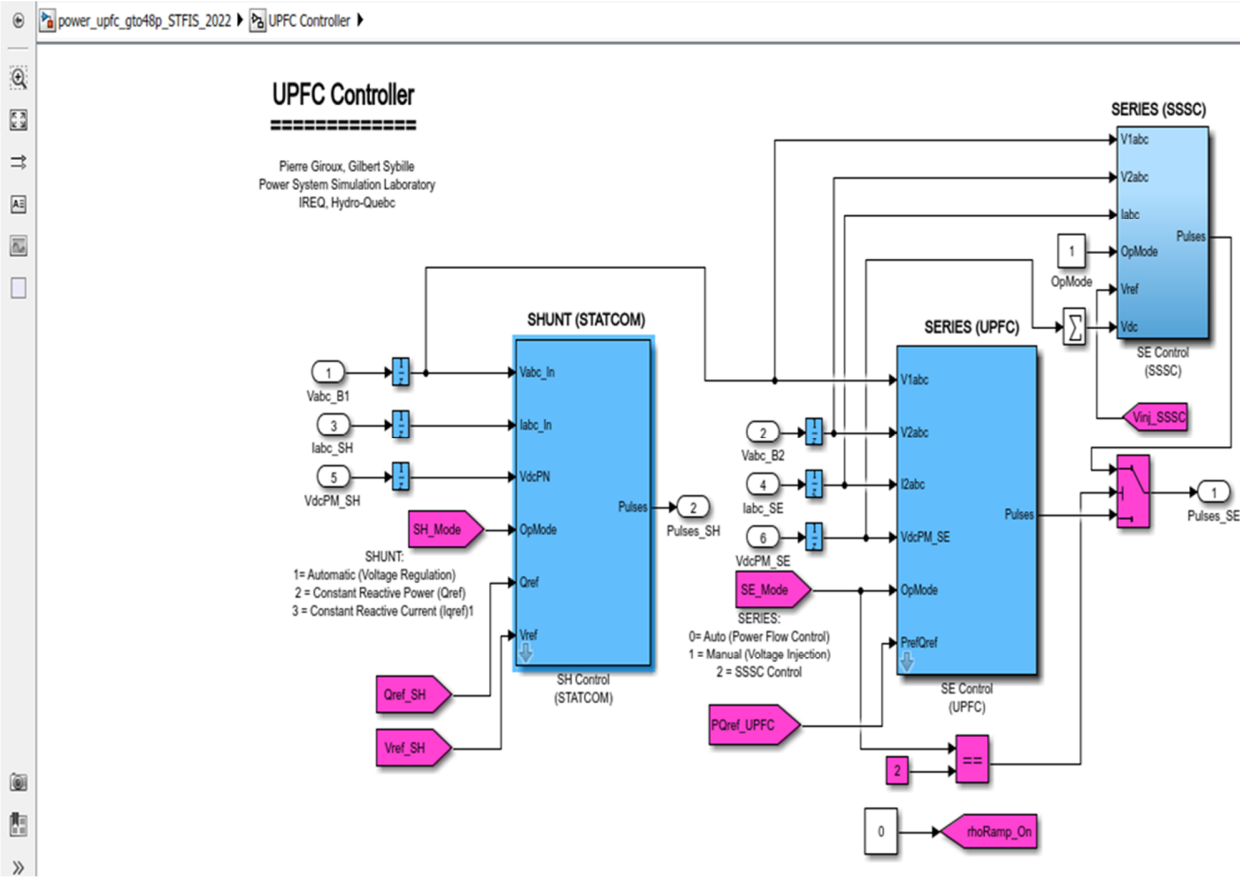 power_upfc_gto48p_STFIS_2022 UPFC Controller
UPFC Controller
=============
Pierre Giroux, Gilbert Sybille
Power System Simulation Laboratory
IREQ, Hydro-Quebc
SERIES (SSSC)
V1abc
V2abc
Iabc
Pulses
1
OpMode
OpMode
Vref
Σ
Vdc
SE Control
(SSSC)
Vinj_SSSC
SHUNT (STATCOM)
1
Vabc_B1
Vabc_In
3
Iabc_SH
Iabc_In
5
VdcPM_SH
VdcPN
Pulses
2
Pulses_SH
SH_Mode
OpMode
SHUNT:
1= Automatic (Voltage Regulation)
2 = Constant Reactive Power (Qref)
3 = Constant Reactive Current (Iqref)1
Qref
Vref
SH Control
(STATCOM)
Qref_SH
Vref_SH
SERIES (UPFC)
V1abc
2
Vabc_B2
V2abc
4
Iabc_SE
I2abc
Pulses
1
Pulses_SE
6
VdcPM_SE
VdcPM_SE
SE_Mode
OpMode
SERIES:
0= Auto (Power Flow Control)
1 = Manual (Voltage Injection)
2 = SSSC Control
PrefQref
SE Control
(UPFC)
PQref_UPFC
2
==
0
rhoRamp_On